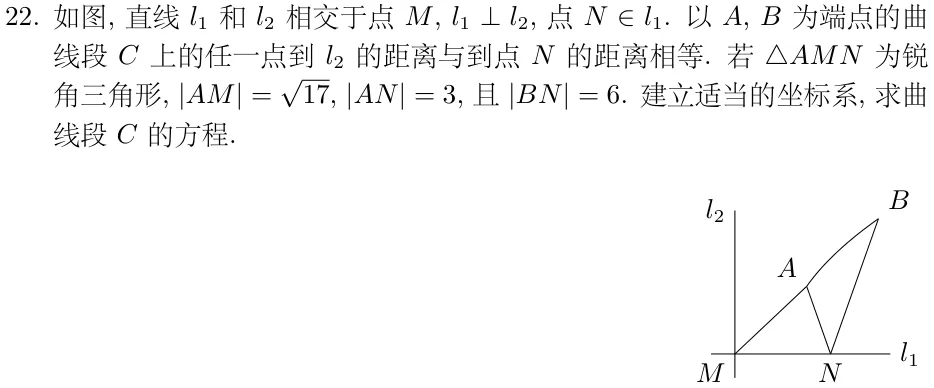 22. 如图, 直线 l₁ 和 l₂ 相交于点 M, l₁ ⊥ l₂, 点 N ∈ l₁. 以 A, B 为端点的曲
线段 C 上的任一点到 l₂ 的距离与到点 N 的距离相等. 若 △AMN 为锐
角三角形, |AM| = √17, |AN| = 3, 且 |BN| = 6. 建立适当的坐标系, 求曲
线段 C 的方程.
l₂
B
A
l₁
M
N